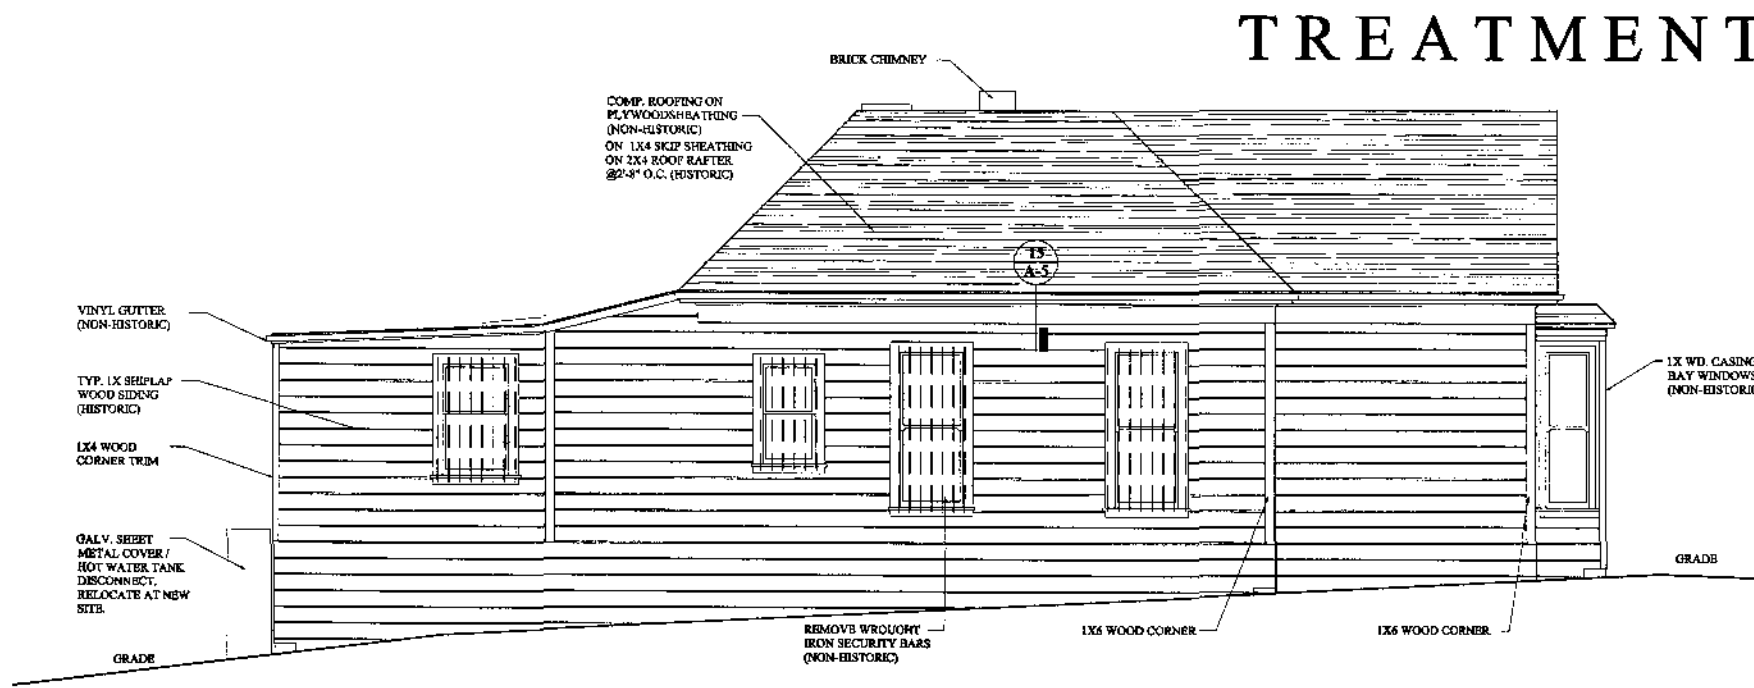 TREATMENT
BRICK CHIMNEY
COMP. ROOFING ON
PLYWOODSHEATHING
(NON-HISTORIC)
ON 1X4 SKIP SHEATHING
ON 2X4 ROOF RAFTER
@2'-8" O.C. (HISTORIC)
15
A-5
VINYL GUTTER
(NON-HISTORIC)
TYP. 1X SHIPLAP
WOOD SIDING
(HISTORIC)
1X4 WOOD
CORNER TRIM
GALV. SHEET
METAL COVER /
HOT WATER TANK
DISCONNECT,
RELOCATE AT NEW
SITE.
GRADE
1X WD. CASING
BAY WINDOWS
(NON-HISTORIC
GRADE
REMOVE WROUGHT
IRON SECURITY BARS
(NON-HISTORIC)
1X6 WOOD CORNER
1X6 WOOD CORNER